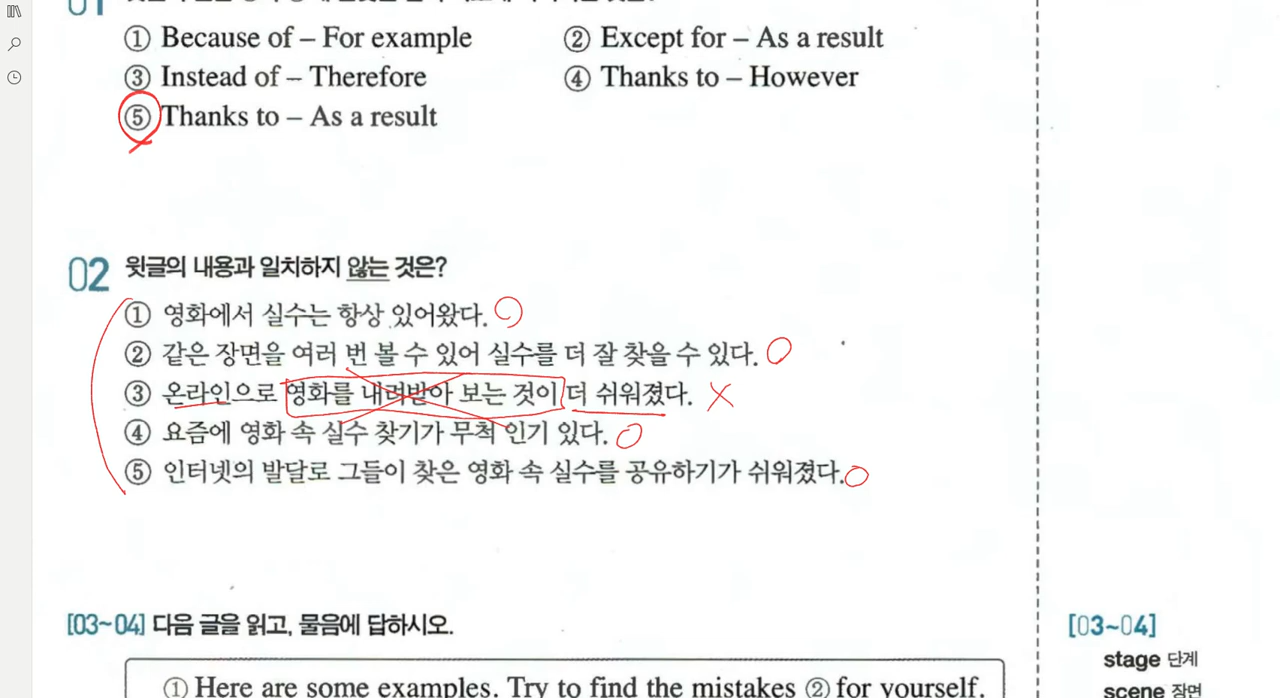 01
① Because of – For example ② Except for – As a result
③ Instead of – Therefore ④ Thanks to – However
⑤ Thanks to – As a result
02 윗글의 내용과 일치하지 않는 것은?
① 영화에서 실수는 항상 있어왔다.
② 같은 장면을 여러 번 볼 수 있어 실수를 더 잘 찾을 수 있다.
③ 온라인으로 영화를 내려받아 보는 것이 더 쉬워졌다.
④ 요즘에 영화 속 실수 찾기가 무척 인기 있다.
⑤ 인터넷의 발달로 그들이 찾은 영화 속 실수를 공유하기가 쉬워졌다.
[03~04] 다음 글을 읽고, 물음에 답하시오.
① Here are some examples. Try to find the mistakes ② for yourself.
[03~04]
stage 단계
scene 장면